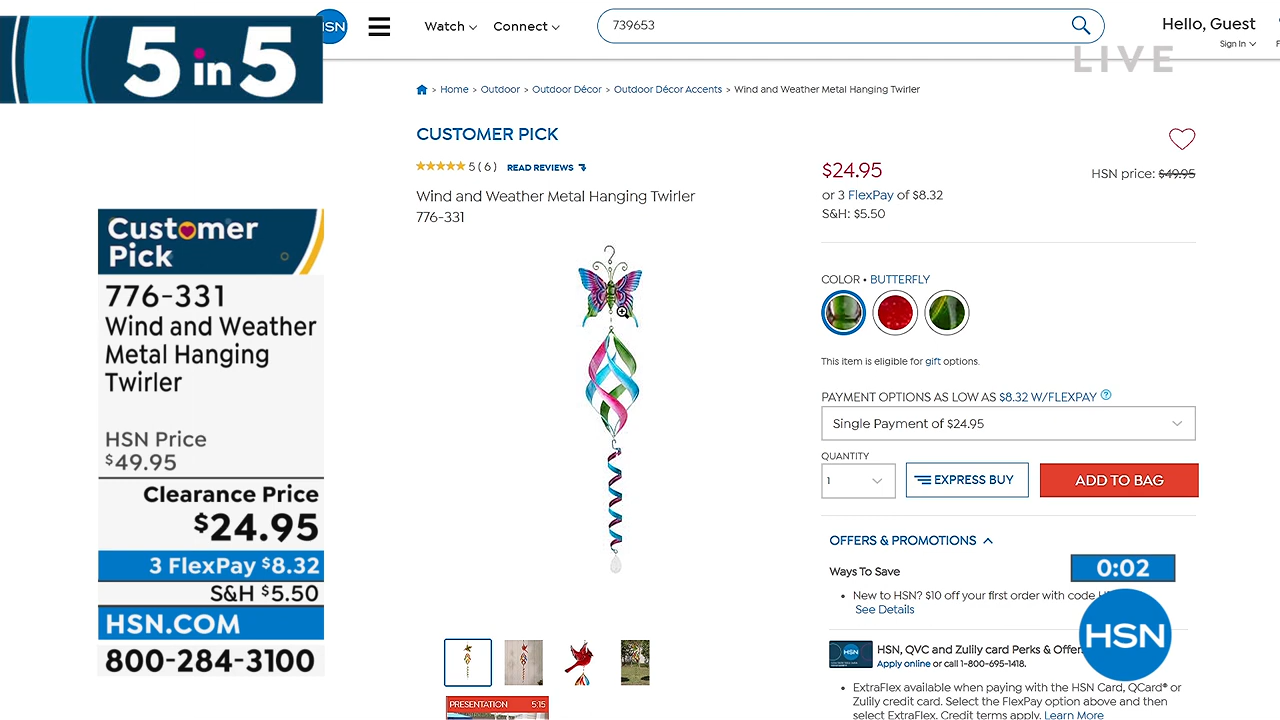 5 in 5
HSN
Watch
Connect
739653
Hello, Guest
Sign In
LIVE
> Home > Outdoor > Outdoor Décor > Outdoor Décor Accents > Wind and Weather Metal Hanging Twirler
CUSTOMER PICK
5 ( 6 ) READ REVIEWS
Wind and Weather Metal Hanging Twirler
776-331
$24.95
HSN price: $49.95
or 3 FlexPay of $8.32
S&H: $5.50
COLOR • BUTTERFLY
This item is eligible for gift options.
PAYMENT OPTIONS AS LOW AS $8.32 W/FLEXPAY ?
Single Payment of $24.95
QUANTITY
1
EXPRESS BUY
ADD TO BAG
OFFERS & PROMOTIONS
Ways To Save
0:02
• New to HSN? $10 off your first order with code
See Details
HSN
HSN, QVC and Zulily card Perks & Offer
Apply online or call 1-800-695-1418.
• ExtraFlex available when paying with the HSN Card, QCard® or
Zulily credit card. Select the FlexPay option above and then
select ExtraFlex. Credit terms apply. Learn More
HSN
PRESENTATION 5:15
Customer
Pick
776-331
Wind and Weather
Metal Hanging
Twirler
HSN Price
$49.95
Clearance Price
$24.95
3 FlexPay $8.32
S&H $5.50
HSN.COM
800-284-3100